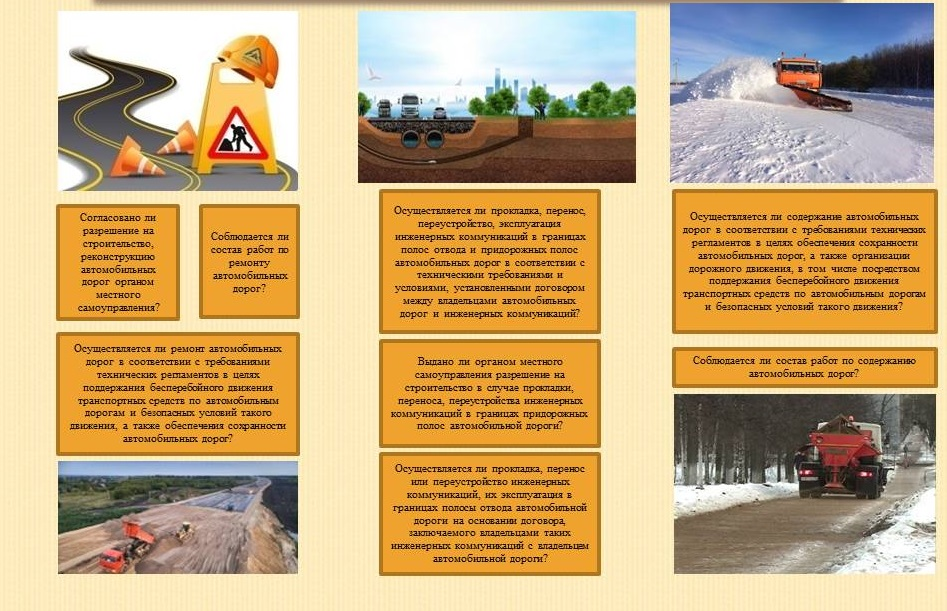 Согласовано ли
разрешение на
строительство,
реконструкцию
автомобильных
дорог органом
местного
самоуправления?
Соблюдается ли
состав работ по
ремонту
автомобильных
дорог?
Осуществляется ли ремонт автомобильных
дорог в соответствии с требованиями
технических регламентов в целях
поддержания бесперебойного движения
транспортных средств по автомобильным
дорогам и безопасных условий такого
движения, а также обеспечения сохранности
автомобильных дорог?
Осуществляется ли прокладка, перенос,
переустройство, эксплуатация
инженерных коммуникаций в границах
полос отвода и придорожных полос
автомобильных дорог в соответствии с
техническими требованиями и
условиями, установленными договором
между владельцами автомобильных
дорог и инженерных коммуникаций?
Выдано ли органом местного
самоуправления разрешение на
строительство в случае прокладки,
переноса, переустройства инженерных
коммуникаций в границах придорожных
полос автомобильной дороги?
Осуществляется ли прокладка, перенос
или переустройство инженерных
коммуникаций, их эксплуатация в
границах полосы отвода автомобильной
дороги на основании договора,
заключаемого владельцами таких
инженерных коммуникаций с владельцем
автомобильной дороги?
Осуществляется ли содержание автомобильных
дорог в соответствии с требованиями технических
регламентов в целях обеспечения сохранности
автомобильных дорог, а также организации
дорожного движения, в том числе посредством
поддержания бесперебойного движения
транспортных средств по автомобильным дорогам
и безопасных условий такого движения?
Соблюдается ли состав работ по содержанию
автомобильных дорог?